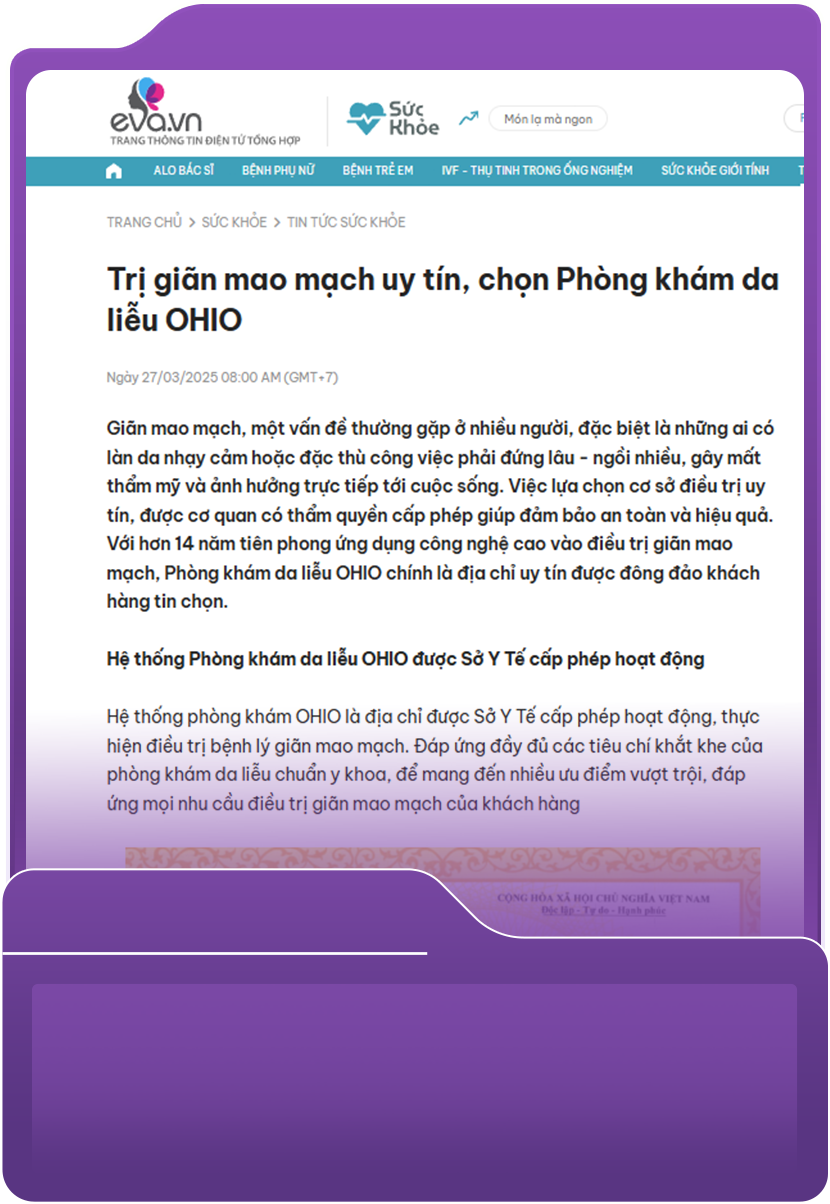 eva.vn
TRANG THÔNG TIN ĐIỆN TỬ TỔNG HỢP
Sức
Khỏe
Món lạ mà ngon
ALO BÁC SĨ BỆNH PHỤ NỮ BỆNH TRẺ EM IVF - THỤ TINH TRONG ỐNG NGHIỆM SỨC KHỎE GIỚI TÍNH T
TRANG CHỦ > SỨC KHỎE > TIN TỨC SỨC KHỎE
Trị giãn mao mạch uy tín, chọn Phòng khám da
liễu OHIO
Ngày 27/03/2025 08:00 AM (GMT+7)
Giãn mao mạch, một vấn đề thường gặp ở nhiều người, đặc biệt là những ai có
làn da nhạy cảm hoặc đặc thù công việc phải đứng lâu - ngồi nhiều, gây mất
thẩm mỹ và ảnh hưởng trực tiếp tới cuộc sống. Việc lựa chọn cơ sở điều trị uy
tín, được cơ quan có thẩm quyền cấp phép giúp đảm bảo an toàn và hiệu quả.
Với hơn 14 năm tiên phong ứng dụng công nghệ cao vào điều trị giãn mao
mạch, Phòng khám da liễu OHIO chính là địa chỉ uy tín được đông đảo khách
hàng tin chọn.
Hệ thống Phòng khám da liễu OHIO được Sở Y Tế cấp phép hoạt động
Hệ thống phòng khám OHIO là địa chỉ được Sở Y Tế cấp phép hoạt động, thực
hiện điều trị bệnh lý giãn mao mạch. Đáp ứng đầy đủ các tiêu chí khắt khe của
phòng khám da liễu chuẩn y khoa, để mang đến nhiều ưu điểm vượt trội, đáp
ứng mọi nhu cầu điều trị giãn mao mạch của khách hàng
CỘNG HÒA XÃ HỘI CHỦ NGHĨA VIỆT NAM
Độc lập - Tự do - Hạnh phúc